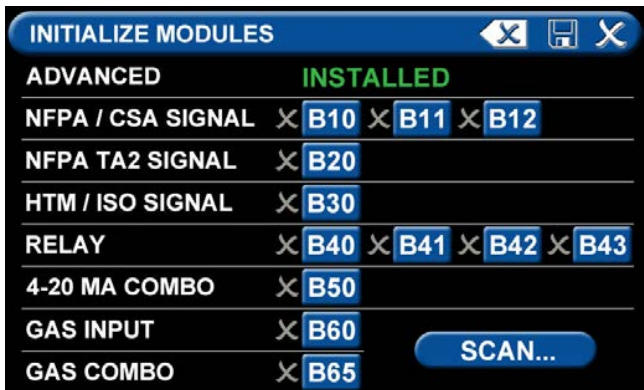 INITIALIZE MODULES
ADVANCED INSTALLED
NFPA / CSA SIGNAL B10 B11 B12
NFPA TA2 SIGNAL B20
HTM / ISO SIGNAL B30
RELAY B40 B41 B42 B43
4-20 MA COMBO B50
GAS INPUT B60
SCAN...
GAS COMBO B65